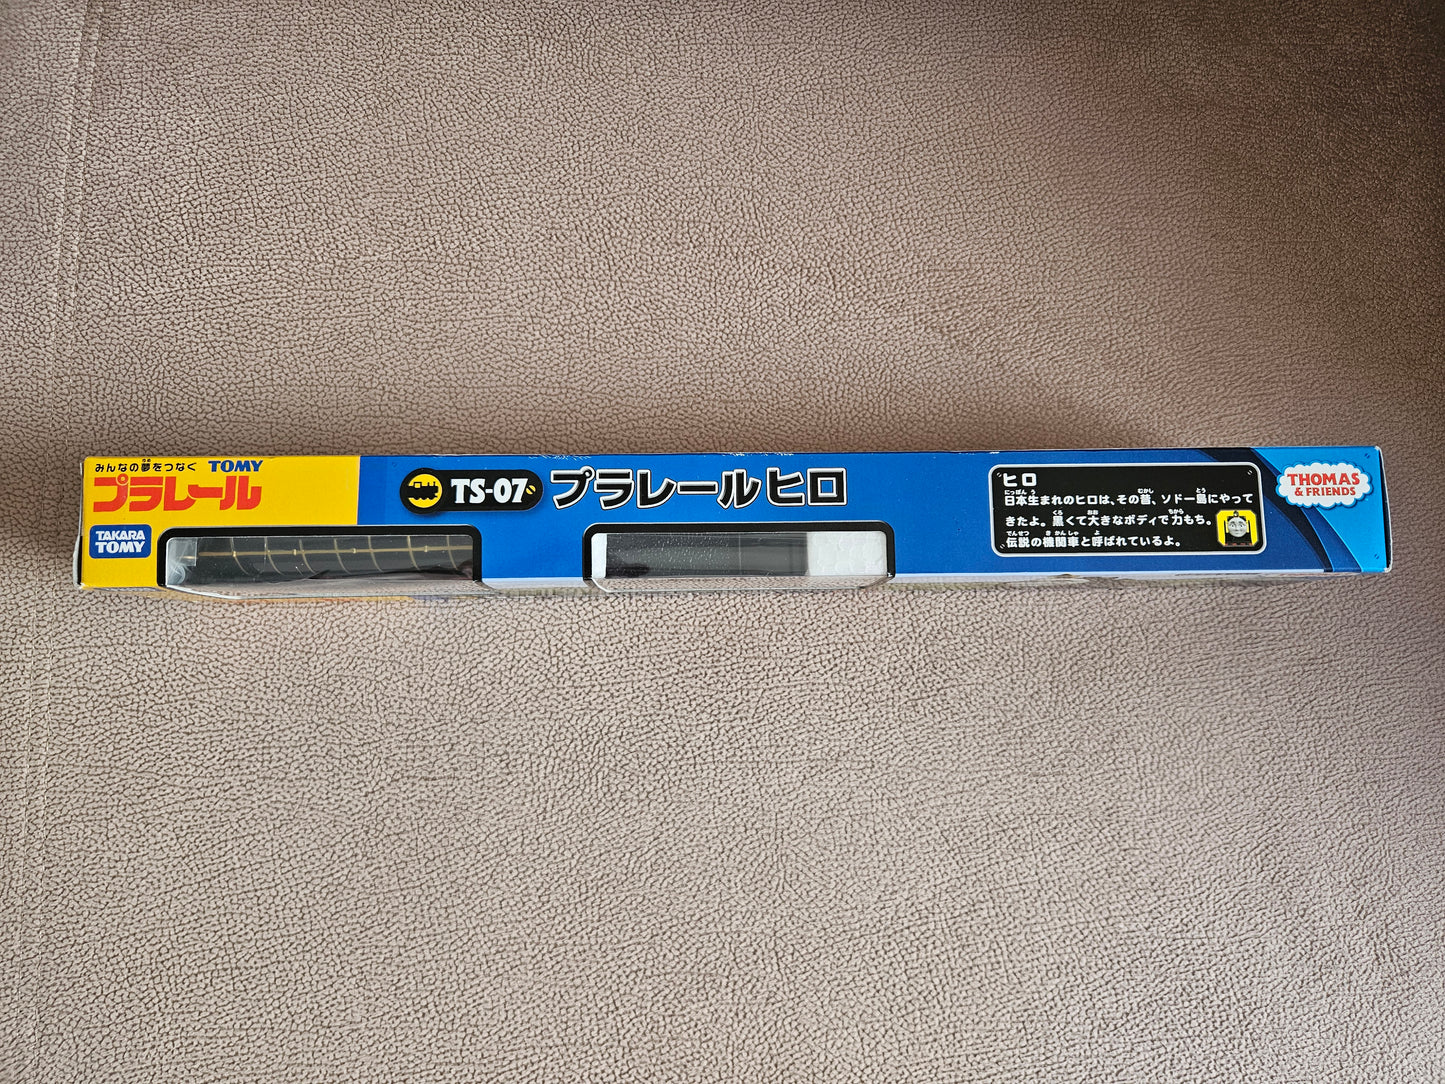 みんなの夢をつなぐ TOMY
プラレール
TAKARA
TOMY
TS-07 プラレール ヒロ
ヒロ
日本生まれのヒロは、その昔、ソドー島にやって
きたよ。黒くて大きなボディで力もち。
伝説の機関車と呼ばれているよ。
THOMAS
& FRIENDS